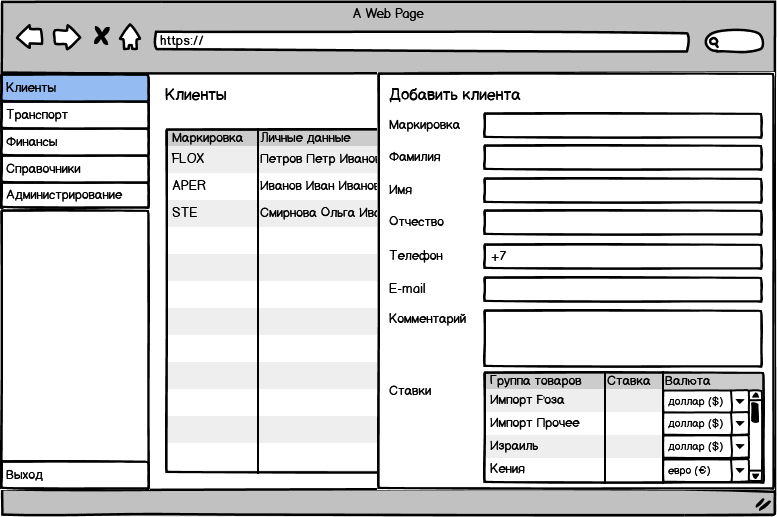 A Web Page
https://
Клиенты
Транспорт
Финансы
Справочники
Администрирование
Выход
Клиенты
Маркировка Личные данные
FLOX Петров Петр Иванов
APER Иванов Иван Иванов
STE Смирнова Ольга Ива
Добавить клиента
Маркировка
Фамилия
Имя
Отчество
Телефон +7
E-mail
Комментарий
Ставки
Группа товаров Ставка Валюта
Импорт Роза доллар ($)
Импорт Прочее доллар ($)
Израиль доллар ($)
Кения евро (€)